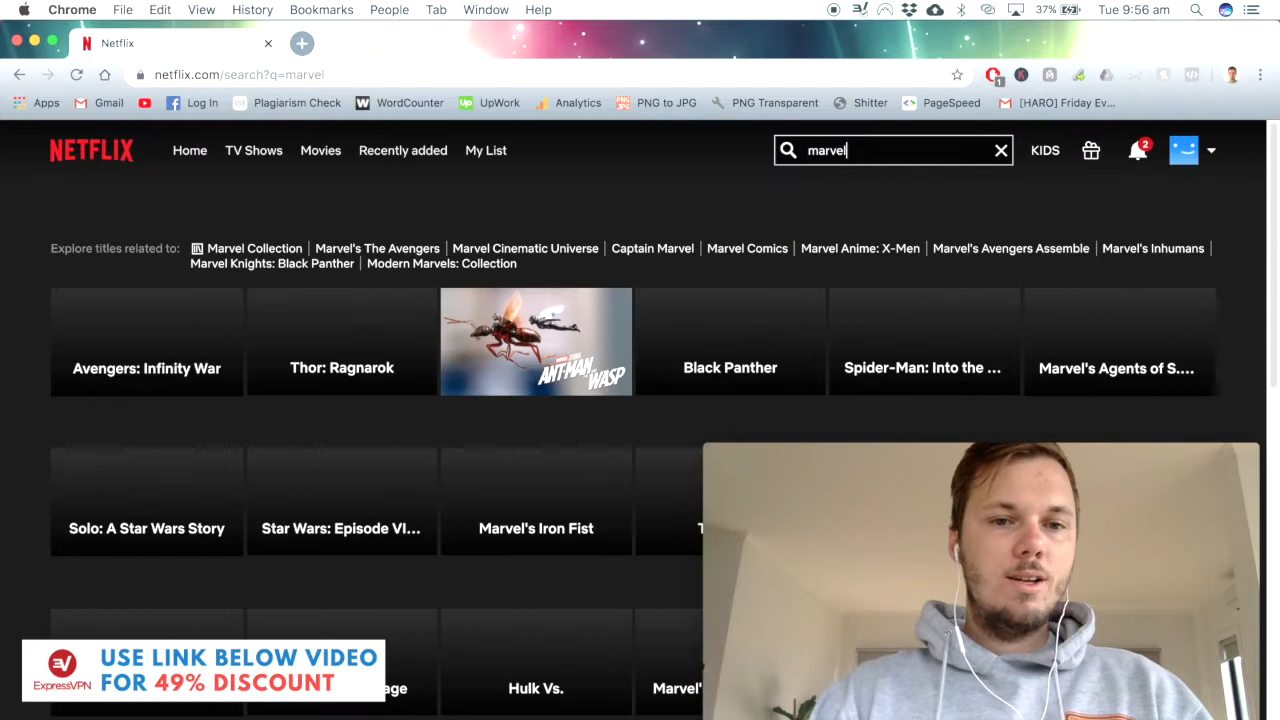 Chrome File Edit View History Bookmarks People Tab Window Help 37% Tue 9:56 am
Netflix
netflix.com/search?q=marvel 1
Apps Gmail Log In Plagiarism Check WordCounter UpWork Analytics PNG to JPG PNG Transparent Shitter PageSpeed [HARO] Friday Ev...
NETFLIX Home TV Shows Movies Recently added My List marvel KIDS 2
Explore titles related to: Marvel Collection | Marvel's The Avengers | Marvel Cinematic Universe | Captain Marvel | Marvel Comics | Marvel Anime: X-Men | Marvel's Avengers Assemble | Marvel's Inhumans |
Marvel Knights: Black Panther | Modern Marvels: Collection
Avengers: Infinity War Thor: Ragnarok ANT-MAN AND THE WASP Black Panther Spider-Man: Into the ... Marvel's Agents of S....
Solo: A Star Wars Story Star Wars: Episode VI... Marvel's Iron Fist T
age Hulk Vs. Marvel'
ExpressVPN
USE LINK BELOW VIDEO
FOR 49% DISCOUNT